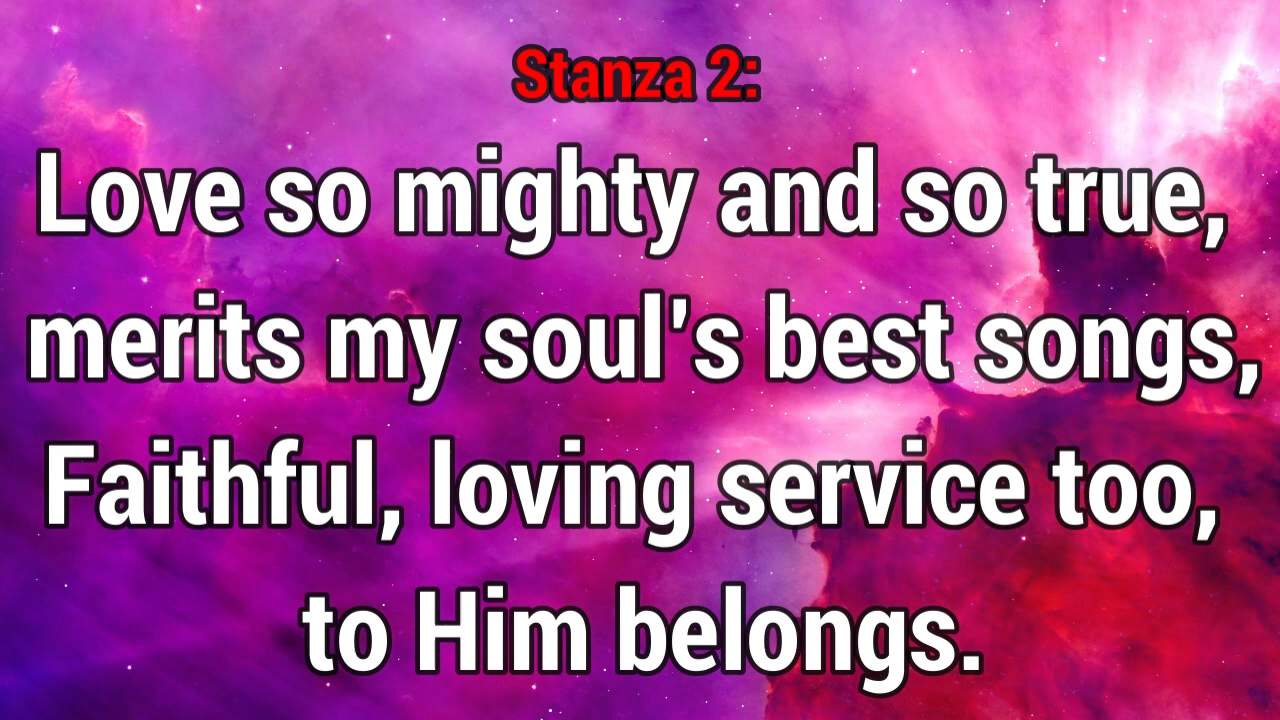 Stanza 2:
Love so mighty and so true,
merits my soul's best songs,
Faithful, loving service too,
to Him belongs.